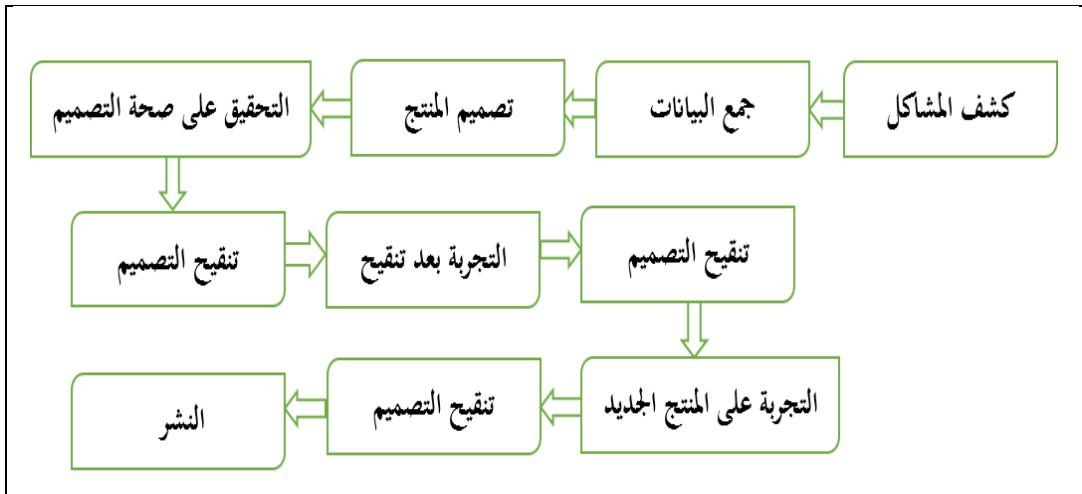 كشف المشاكل
جمع البيانات
تصميم المنتج
التحقيق على صحة التصميم
تنقيح التصميم
التجربة بعد تنقيح
تنقيح التصميم
التجربة على المنتج الجديد
تنقيح التصميم
النشر